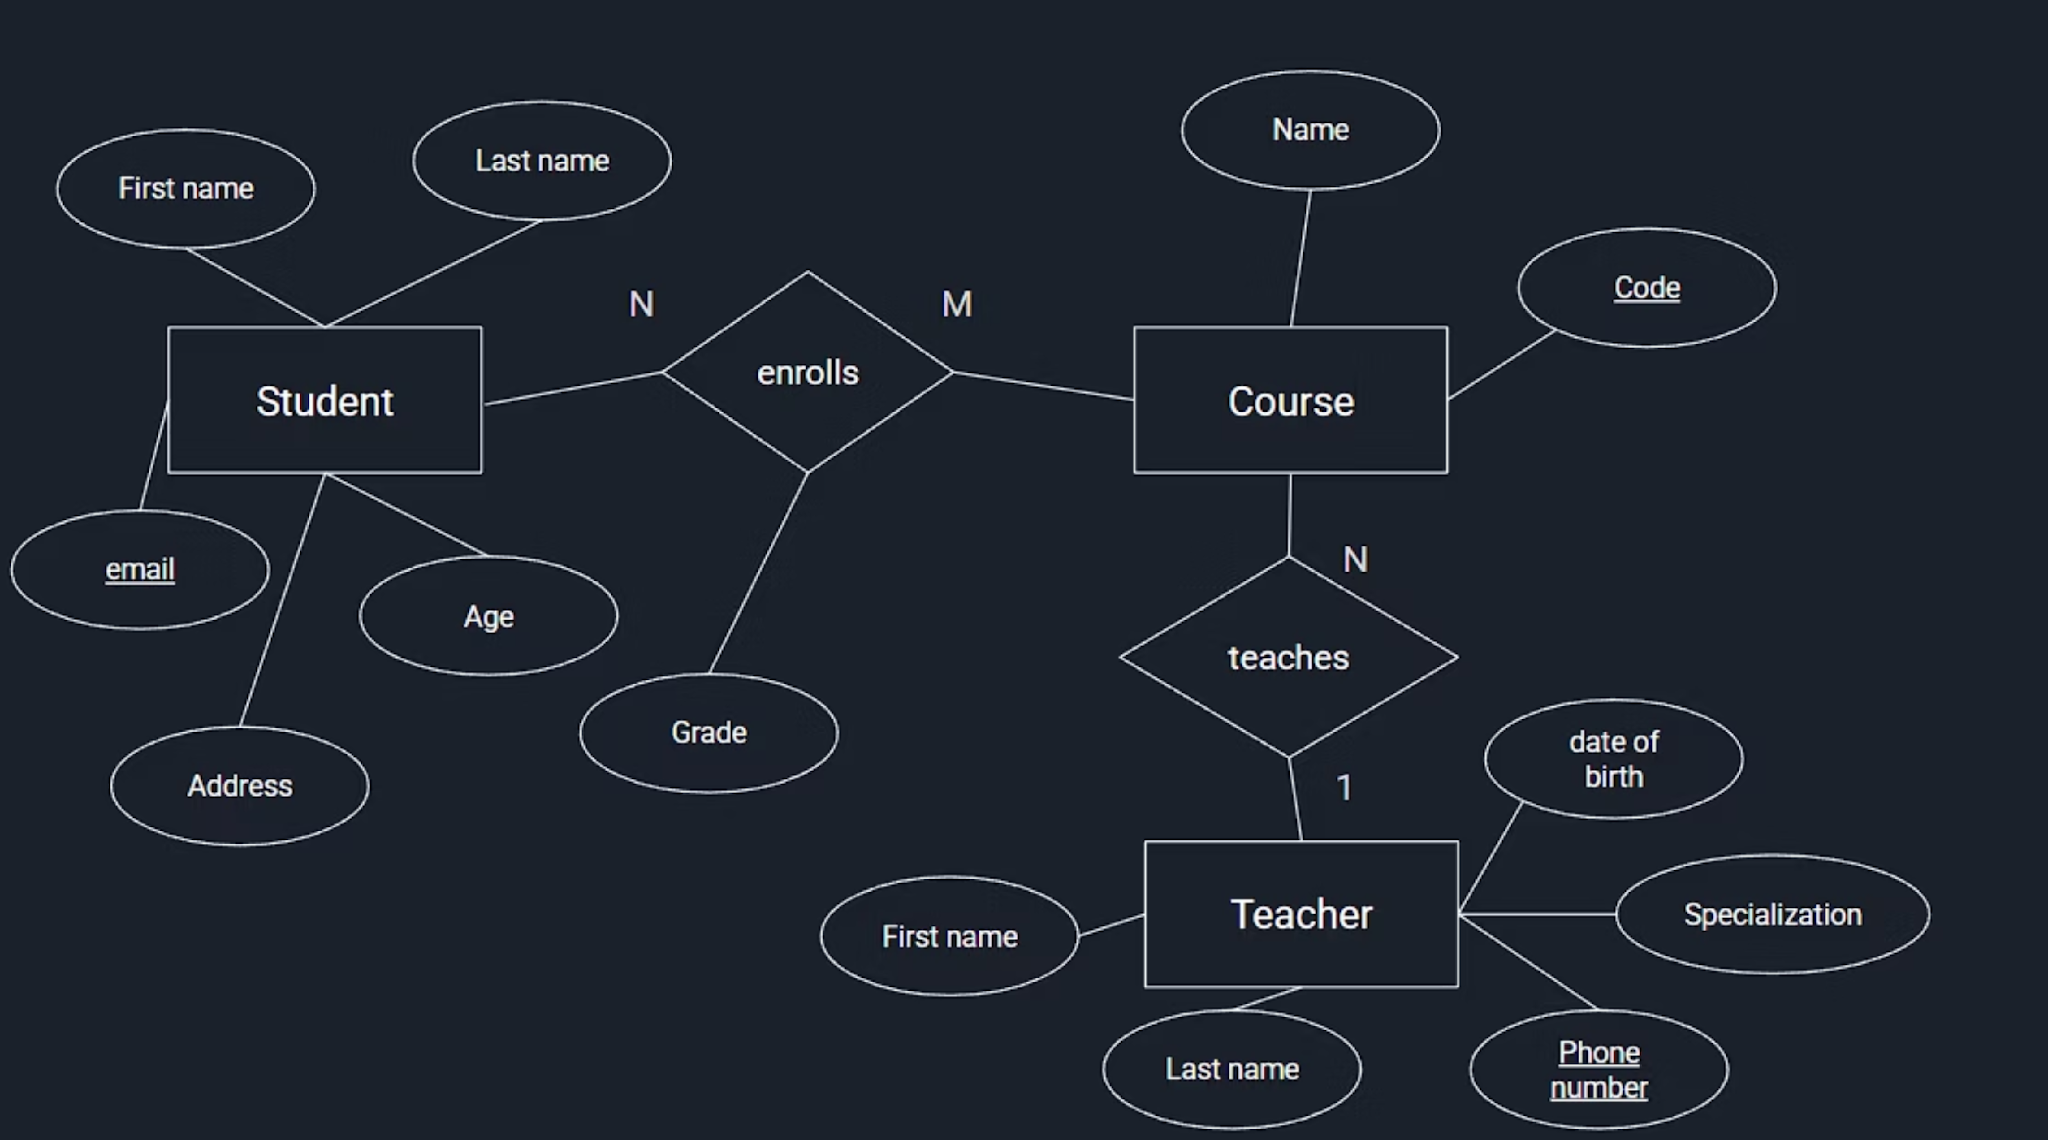 Name
Last name
First name
Code
N
M
enrolls
Student
Course
N
email
Age
teaches
Grade
date of
birth
Address
1
Teacher
Specialization
First name
Last name
Phone
number